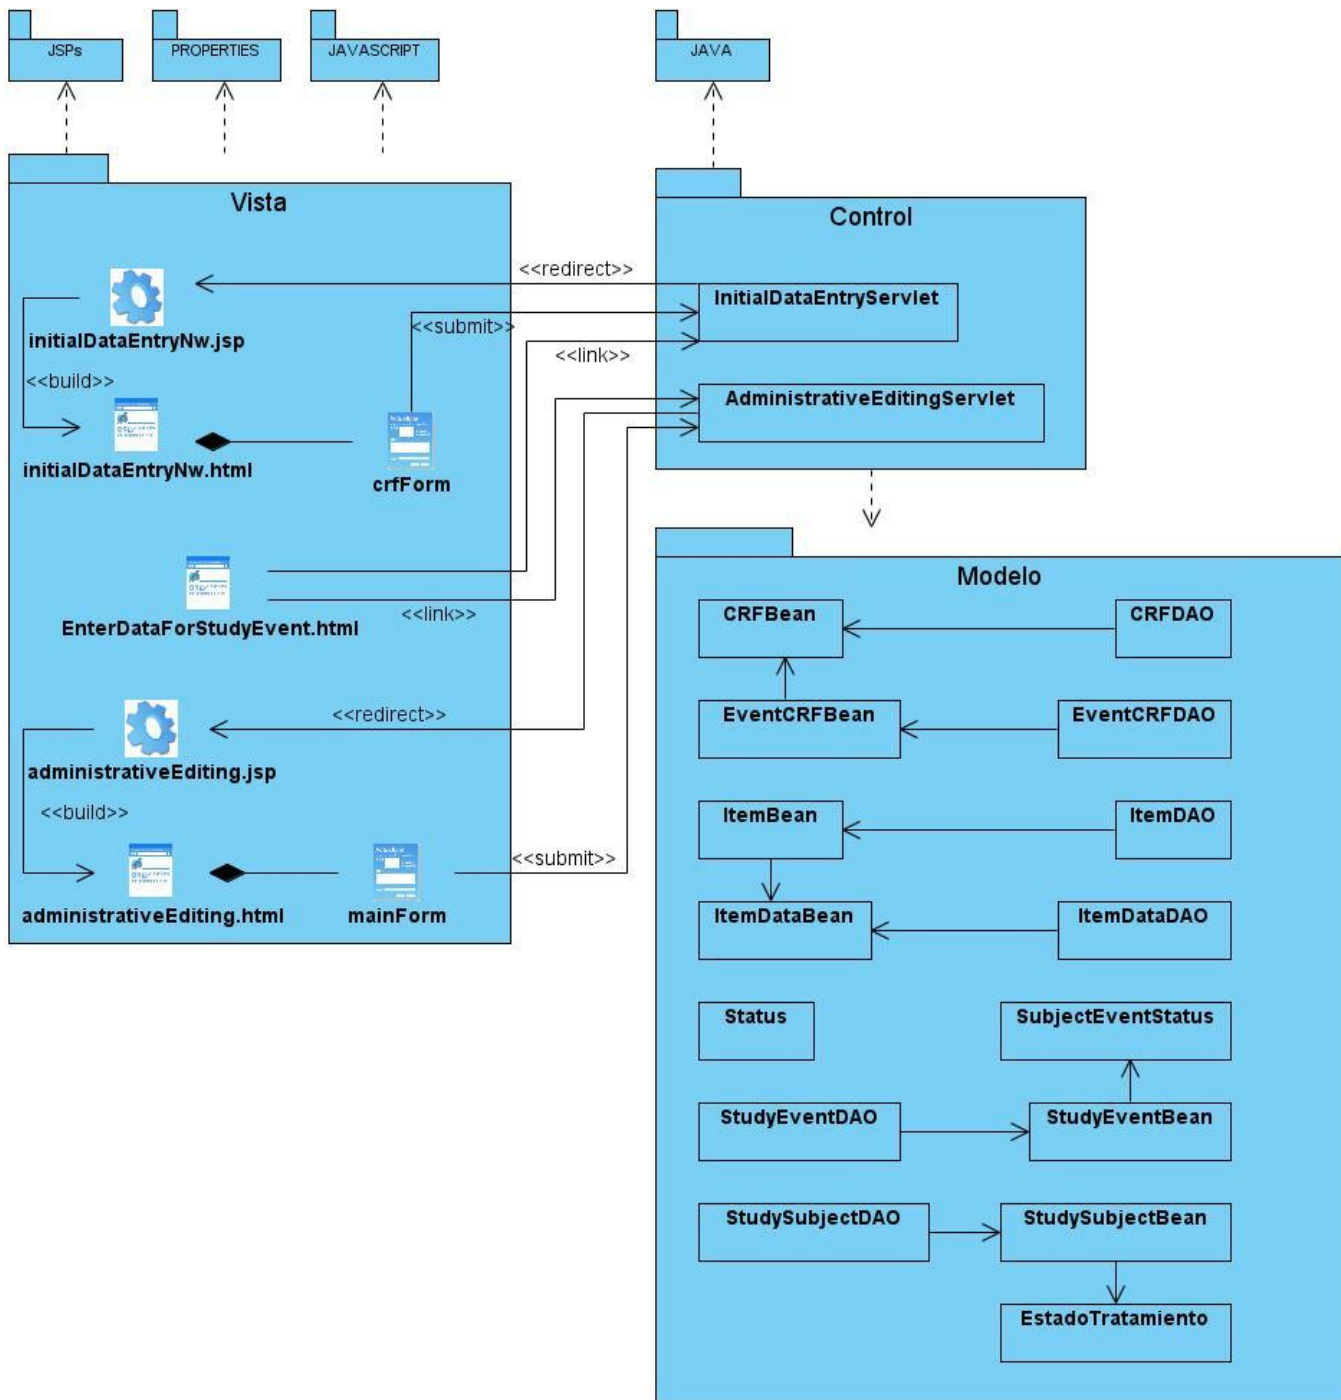 JSPs
PROPERTIES
JAVASCRIPT
JAVA
Vista
Control
<<redirect>>
InitialDataEntryServlet
<<submit>>
initialDataEntryNw.jsp
<<link>>
<<build>>
AdministrativeEditingServlet
initialDataEntryNw.html
crfForm
EnterDataForStudyEvent.html
<<link>>
<<redirect>>
administrativeEditing.jsp
<<build>>
<<submit>>
administrativeEditing.html
mainForm
Modelo
CRFBean
CRFDAO
EventCRFBean
EventCRFDAO
ItemBean
ItemDAO
ItemDataBean
ItemDataDAO
Status
SubjectEventStatus
StudyEventDAO
StudyEventBean
StudySubjectDAO
StudySubjectBean
EstadoTratamiento